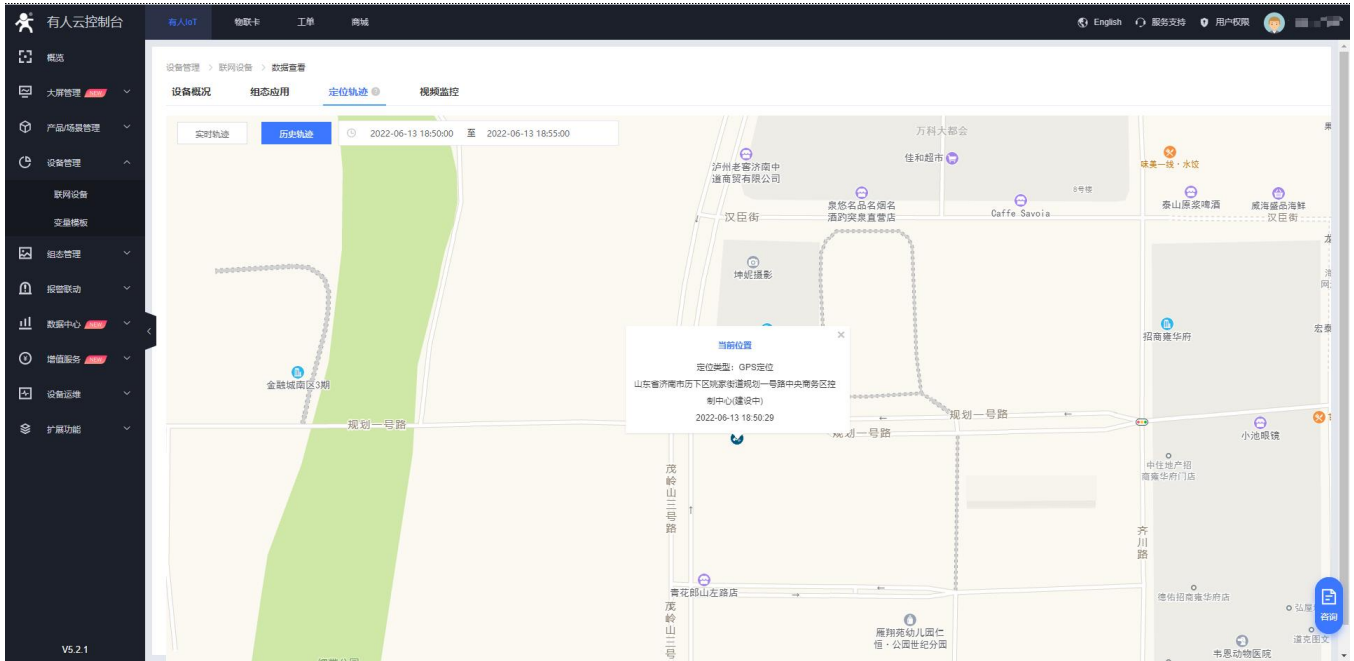 有人云控制台
有人IoT
物联卡
工单
商城
English
服务支持
用户权限
概览
大屏管理 NEW
产品/场景管理
设备管理
联网设备
变量模板
组态管理
报警联动
数据中心 NEW
增值服务 NEW
设备运维
扩展功能
V5.2.1
设备管理 > 联网设备 > 数据查看
设备概况
组态应用
定位轨迹
视频监控
实时轨迹
历史轨迹
2022-06-13 18:50:00 至 2022-06-13 18:55:00
万科大都会
泸州老窖济南中
道商贸有限公司
佳和超市
味美一线·水饺
8号楼
泉悠名品名烟名
酒趵突泉直营店
Caffe Savoia
泰山原浆啤酒
威海盛品海鲜
汉臣街
汉臣街
坤妮摄影
招商雍华府
宏泰
当前位置
定位类型：GPS定位
山东省济南市历下区姚家街道规划一号路中央商务区控
制中心(建设中)
2022-06-13 18:50:29
金融城南区3期
规划一号路
规划一号路
规划一号路
小池眼镜
中住地产招
商雍华府门店
茂岭山三号路
齐川路
青花郎山左路店
德佑招商雍华府店
弘屋
咨询
茂岭山三号
雁翔苑幼儿园仁
恒·公园世纪分园
道克图文
韦恩动物医院